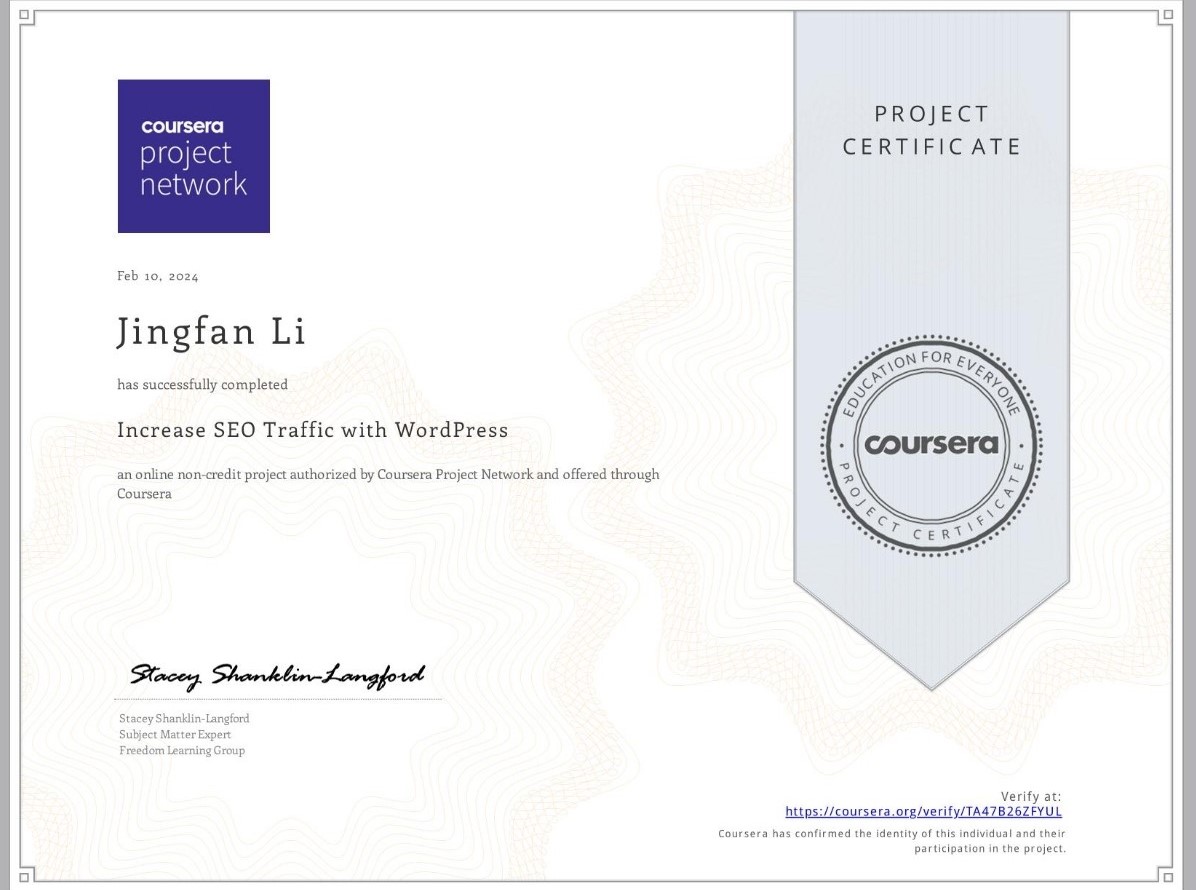 coursera
project
network
PROJECT
CERTIFICATE
Feb 10, 2024
Jingfan Li
has successfully completed
Increase SEO Traffic with WordPress
an online non-credit project authorized by Coursera Project Network and offered through
Coursera
EDUCATION FOR EVERYONE
coursera
PROJECT CERTIFICATE
Stacey Shanklin-Langford
Stacey Shanklin-Langford
Subject Matter Expert
Freedom Learning Group
Verify at:
https://coursera.org/verify/TA47B26ZFYUL
Coursera has confirmed the identity of this individual and their
participation in the project.